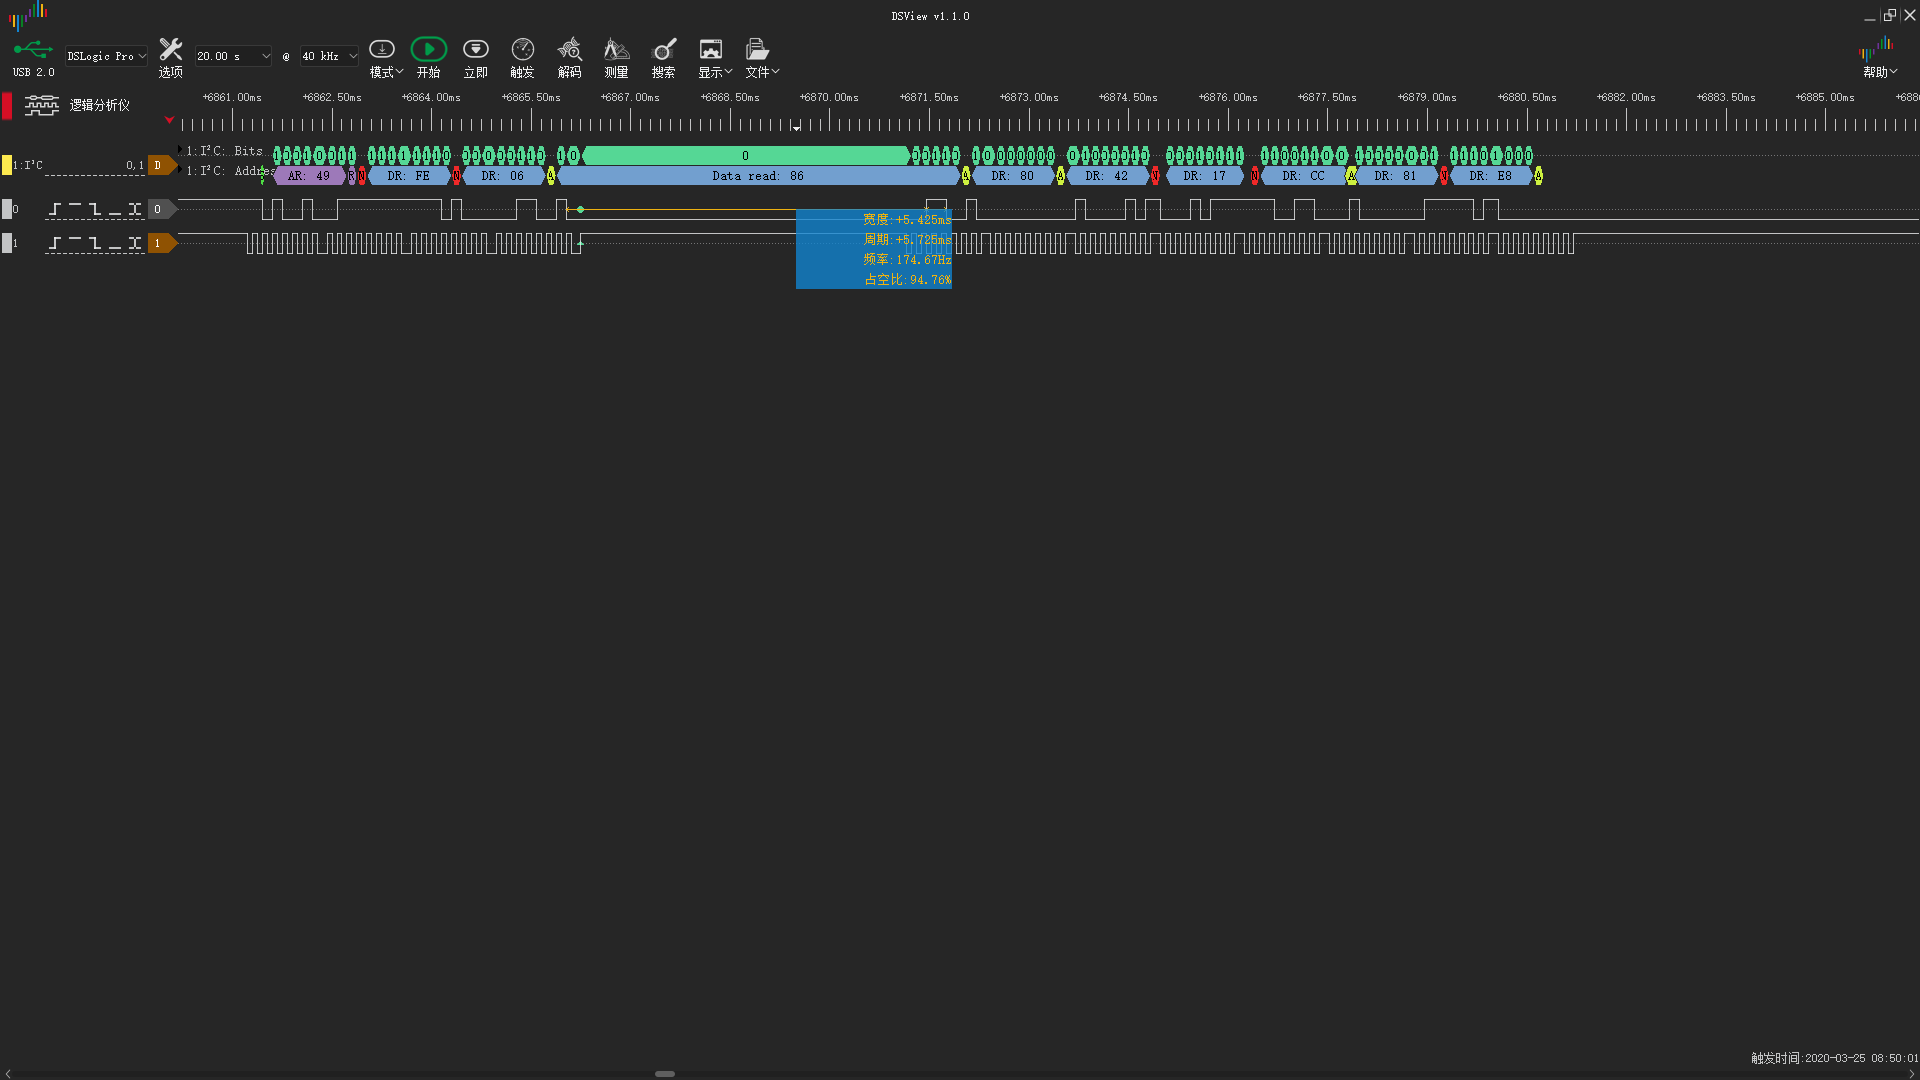 DSView v1.1.0
USB 2.0
DSLogic Pro
选项
20.00 s
@
40 kHz
模式
开始
立即
触发
解码
测量
搜索
显示
文件
帮助
逻辑分析仪
+6861.00ms +6862.50ms +6864.00ms +6865.50ms +6867.00ms +6868.50ms +6870.00ms +6871.50ms +6873.00ms +6874.50ms +6876.00ms +6877.50ms +6879.00ms +6880.50ms +6882.00ms +6883.50ms +6885.00ms +688
1:I²C: Bits
0
1:I²C 0,1 D
1:I²C: Addres
AR: 49 R N DR: FE N DR: 06 A Data read: 86 A DR: 80 A DR: 42 N DR: 17 N DR: CC A DR: 81 N DR: E8 A
0 0
宽度:+5.425ms
1 1
周期:+5.725ms
频率:174.67Hz
占空比:94.76%
触发时间:2020-03-25 08:50:01